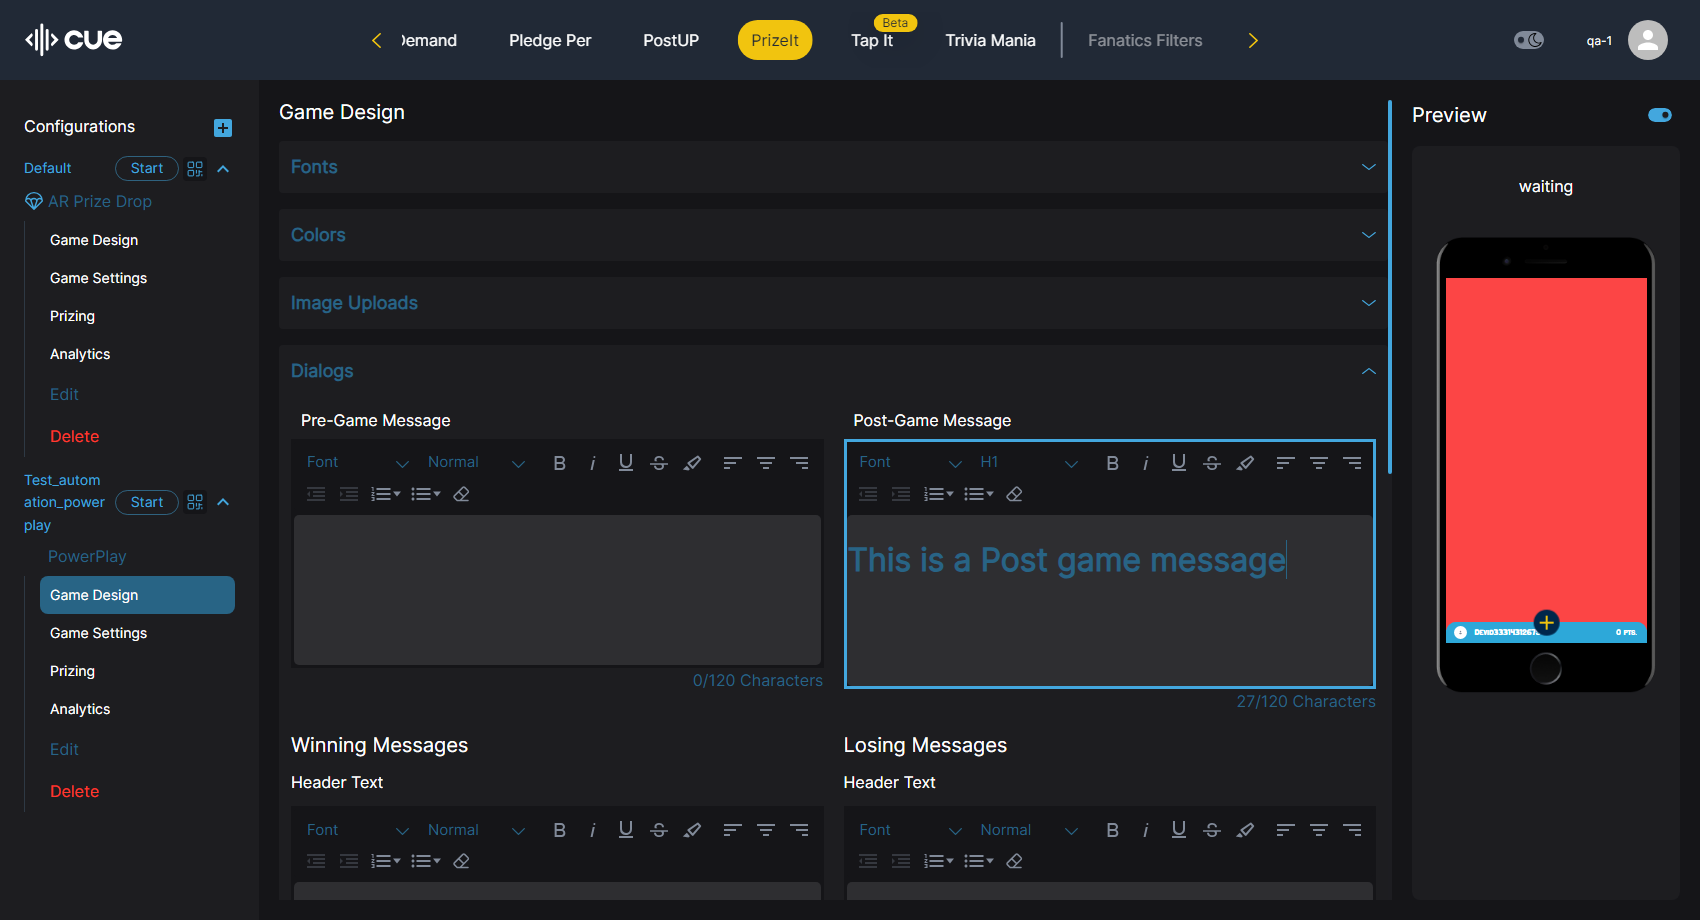 cue
Demand
Pledge Per
PostUP
PrizeIt
Beta
Tap It
Trivia Mania
Fanatics Filters
qa-1
Configurations
Default
Start
AR Prize Drop
Game Design
Game Settings
Prizing
Analytics
Edit
Delete
Test_autom
ation_power
play
Start
PowerPlay
Game Design
Game Settings
Prizing
Analytics
Edit
Delete
Game Design
Fonts
Colors
Image Uploads
Dialogs
Pre-Game Message
Font Normal
0/120 Characters
Post-Game Message
Font H1
This is a Post game message
27/120 Characters
Winning Messages
Header Text
Font Normal
Losing Messages
Header Text
Font Normal
Preview
waiting
0 PTS.